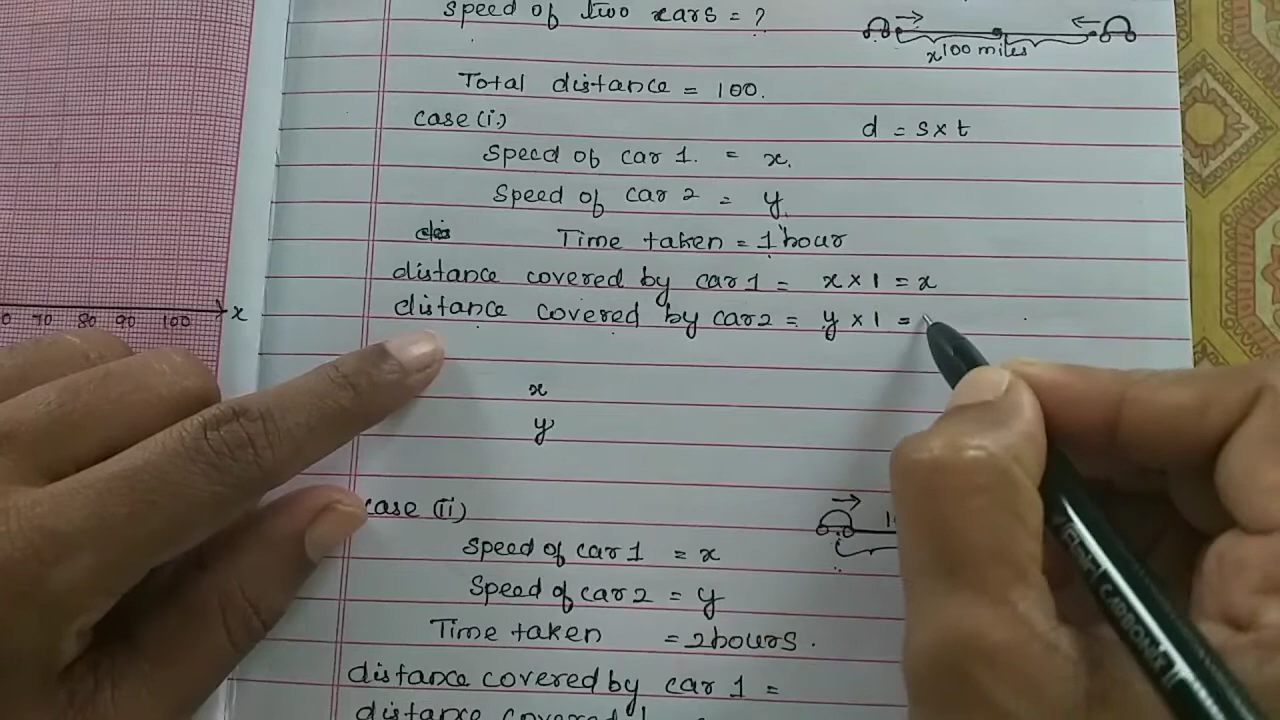 Speed of two cars = ?
x 100 miles
Total distance = 100.
case (i)
d = s x t
Speed of car 1. = x.
Speed of car 2 = y.
Time taken = 1 hour
distance covered by car 1 = x x 1 = x
distance covered by car 2 = y x 1 =
70 80 90 100 x
x
y
case (ii)
Speed of car 1 = x
Speed of car 2 = y
Time taken = 2 hours.
distance covered by car 1 =
distance covered